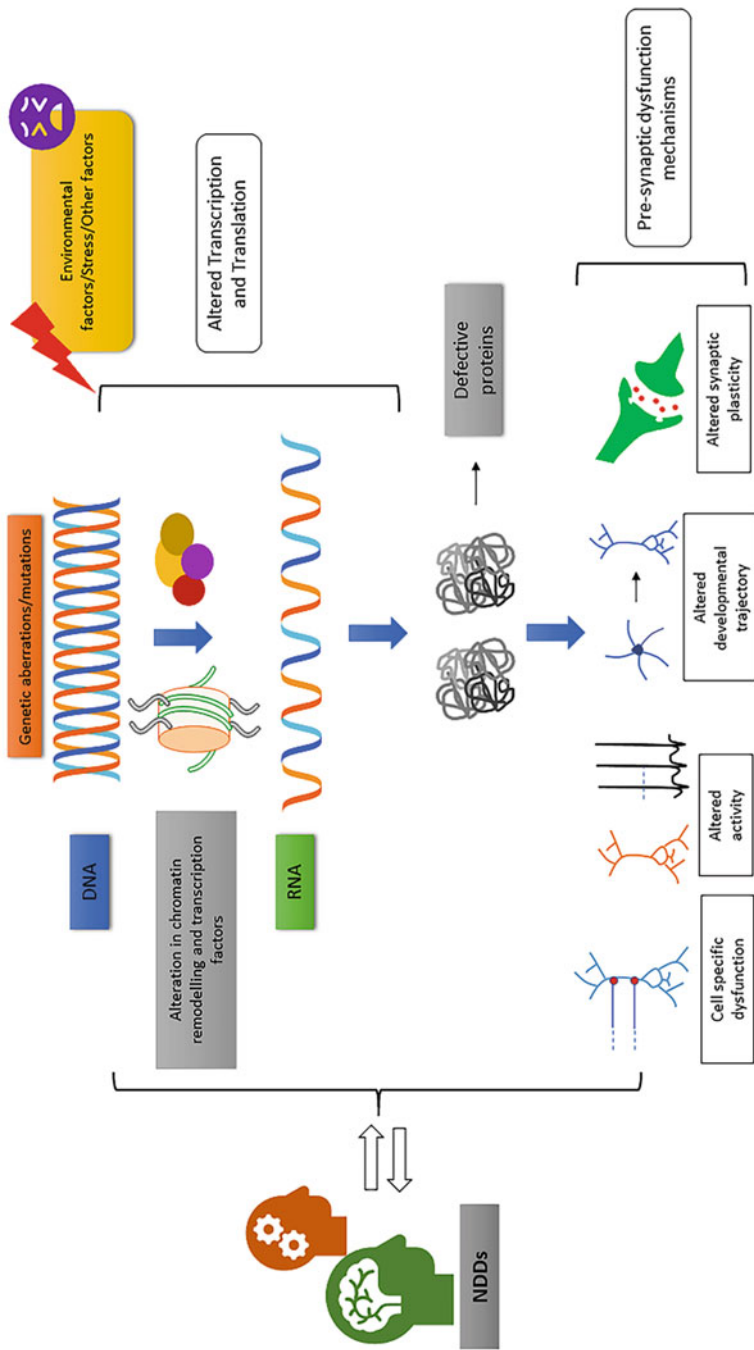 Genetic aberrations/mutations
Environmental
factors/Stress/Other factors
DNA
Alteration in chromatin
remodelling and transcription
factors
Altered Transcription
and Translation
RNA
Defective
proteins
NDDs
Cell specific
dysfunction
Altered
activity
Altered
developmental
trajectory
Altered synaptic
plasticity
Pre-synaptic dysfunction
mechanisms